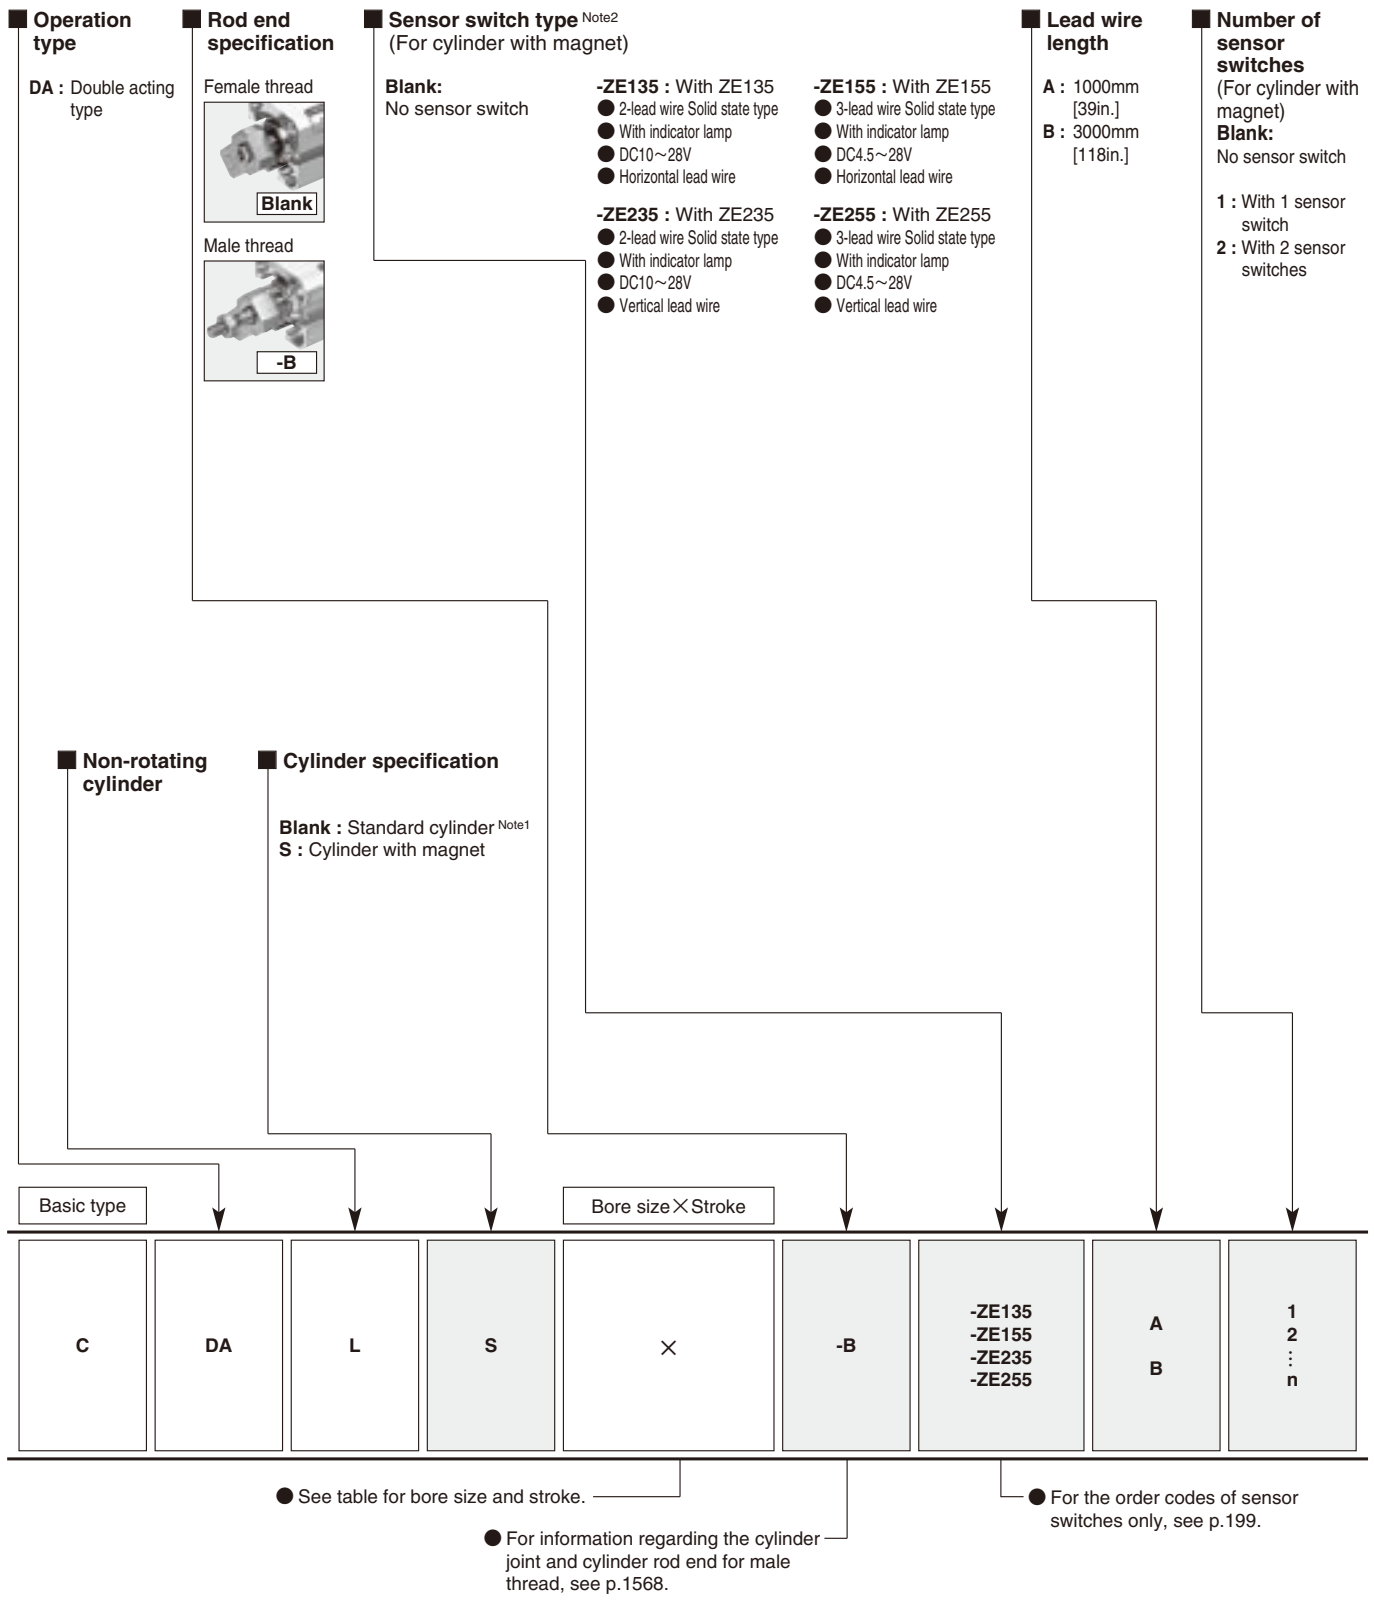 ■ Operation type
DA : Double acting
type
■ Rod end
specification
Female thread
Blank
Male thread
-B
■ Sensor switch type Note2
(For cylinder with magnet)
Blank:
No sensor switch
-ZE135 : With ZE135
● 2-lead wire Solid state type
● With indicator lamp
● DC10～28V
● Horizontal lead wire
-ZE155 : With ZE155
● 3-lead wire Solid state type
● With indicator lamp
● DC4.5～28V
● Horizontal lead wire
-ZE235 : With ZE235
● 2-lead wire Solid state type
● With indicator lamp
● DC10～28V
● Vertical lead wire
-ZE255 : With ZE255
● 3-lead wire Solid state type
● With indicator lamp
● DC4.5～28V
● Vertical lead wire
■ Lead wire
length
A : 1000mm
[39in.]
B : 3000mm
[118in.]
■ Number of
sensor
switches
(For cylinder with
magnet)
Blank:
No sensor switch
1 : With 1 sensor
switch
2 : With 2 sensor
switches
■ Non-rotating
cylinder
■ Cylinder specification
Blank : Standard cylinder Note1
S : Cylinder with magnet
Basic type
Bore size×Stroke
C
DA
L
S
×
-B
-ZE135
-ZE155
-ZE235
-ZE255
A
B
1
2
⋮
n
● See table for bore size and stroke.
● For information regarding the cylinder
joint and cylinder rod end for male
thread, see p.1568.
● For the order codes of sensor
switches only, see p.199.